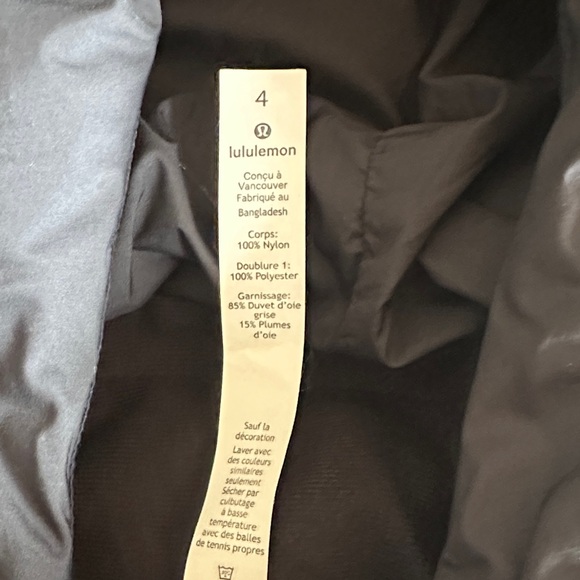 4
lululemon
Conçu à
Vancouver
Fabriqué au
Bangladesh
Corps:
100% Nylon
Doublure 1:
100% Polyester
Garnissage:
85% Duvet d'oie
grise
15% Plumes
d'oie
Sauf la
décoration
Laver avec
des couleurs
similaires
seulement
Sécher par
culbutage
à basse
température
avec des balles
de tennis propres